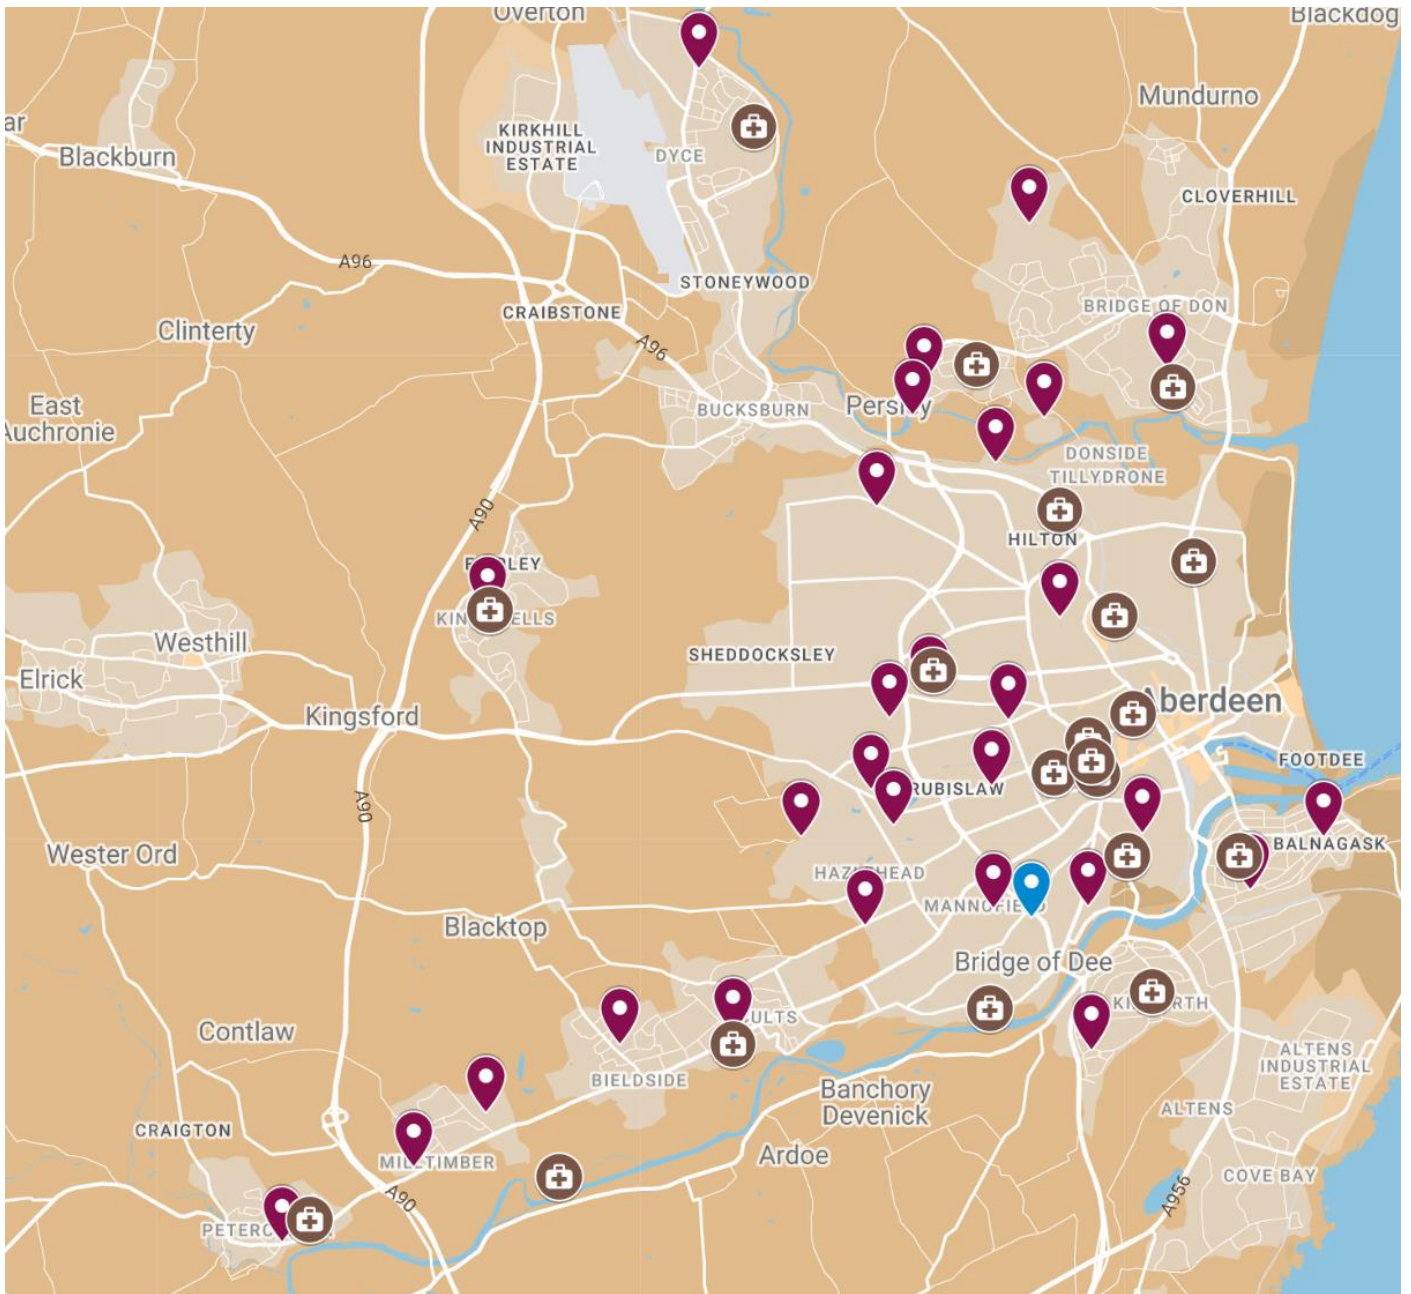 Overton
Blackdog
Mundurno
ar
KIRKHILL
INDUSTRIAL
ESTATE
Blackburn
DYCE
CLOVERHILL
A96
STONEYWOOD
CRAIBSTONE
BRIDGE OF DON
Clinterty
A96
East
Auchronie
BUCKSBURN
DONSIDE
TILLYDRONE
A90
HILTON
Westhill
SHEDDOCKSLEY
Elrick
Kingsford
Aberdeen
FOOTDEE
RUBISLAW
A90
BALNAGASK
Wester Ord
Blacktop
Bridge of Dee
Contlaw
BIELDSIDE
ALTENS
INDUSTRIAL
ESTATE
Banchory
Devenick
ALTENS
CRAIGTON
Ardoe
COVE BAY
A90
A956